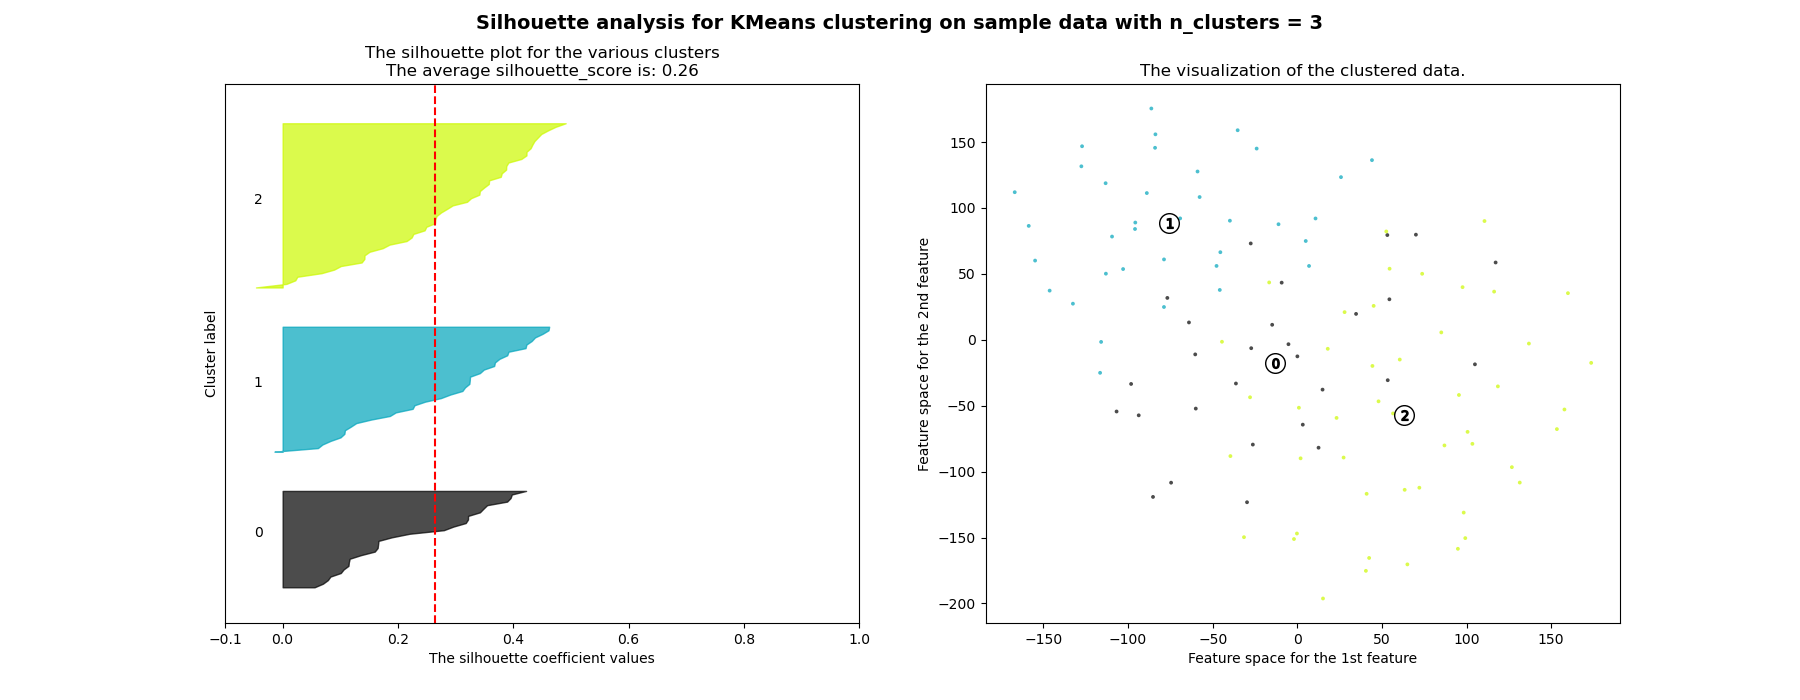 Silhouette analysis for KMeans clustering on sample data with n_clusters = 3
The silhouette plot for the various clusters
The average silhouette_score is: 0.26
Cluster label
2
1
0
−0.1 0.0 0.2 0.4 0.6 0.8 1.0
The silhouette coefficient values
The visualization of the clustered data.
Feature space for the 2nd feature
150
100
50
0
−50
−100
−150
−200
1
0
2
−150 −100 −50 0 50 100 150
Feature space for the 1st feature